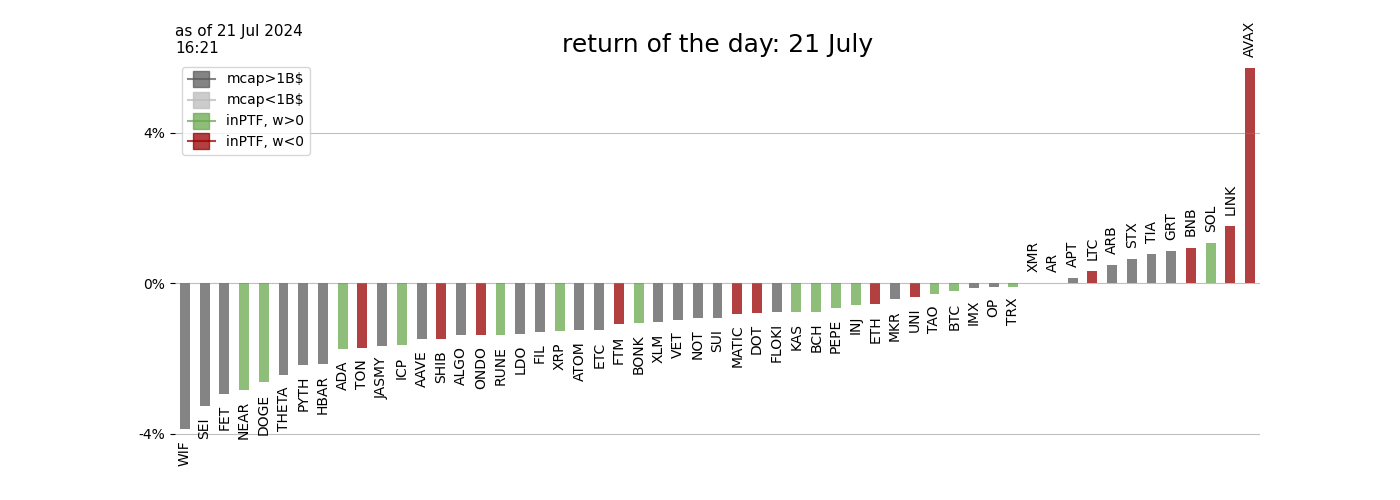 as of 21 Jul 2024
16:21
return of the day: 21 July
mcap>1B$
mcap<1B$
inPTF, w>0
inPTF, w<0
4%
0%
-4%
WIF
SEI
FET
NEAR
DOGE
THETA
PYTH
HBAR
ADA
TON
JASMY
ICP
AAVE
SHIB
ALGO
ONDO
RUNE
LDO
FIL
XRP
ATOM
ETC
FTM
BONK
XLM
VET
NOT
SUI
MATIC
DOT
FLOKI
KAS
BCH
PEPE
INJ
ETH
MKR
UNI
TAO
BTC
IMX
OP
TRX
XMR
AR
APT
LTC
ARB
STX
TIA
GRT
BNB
SOL
LINK
AVAX